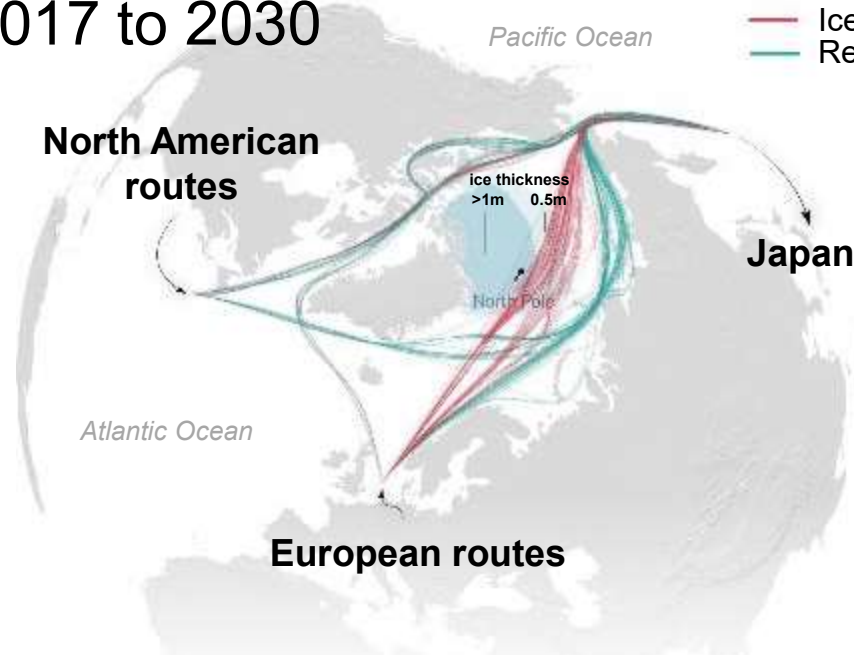 017 to 2030
Pacific Ocean
Ice
Re
North American
routes
ice thickness
>1m 0.5m
Japan
North Pole
Atlantic Ocean
European routes